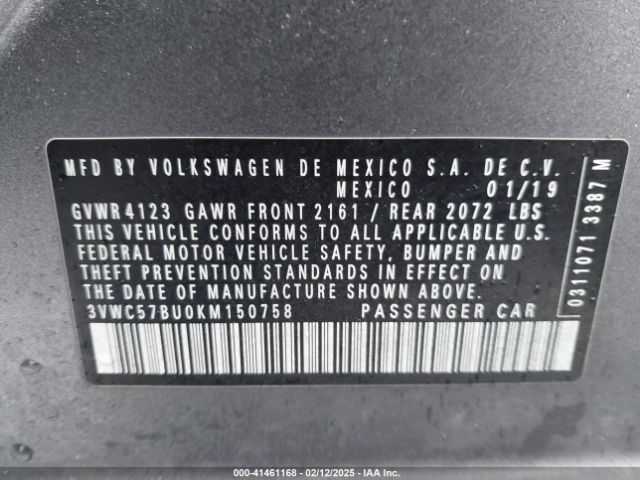 MFD BY VOLKSWAGEN DE MEXICO S.A. DE C.V.
MEXICO 01/19
GVWR 4123 GAWR FRONT 2161 / REAR 2072 LBS
THIS VEHICLE CONFORMS TO ALL APPLICABLE U.S.
FEDERAL MOTOR VEHICLE SAFETY, BUMPER AND
THEFT PREVENTION STANDARDS IN EFFECT ON
THE DATE OF MANUFACTURE SHOWN ABOVE.
3VWC57BU0KM150758 PASSENGER CAR
0311071 3387 M
000-41461168 - 02/12/2025 - IAA Inc.